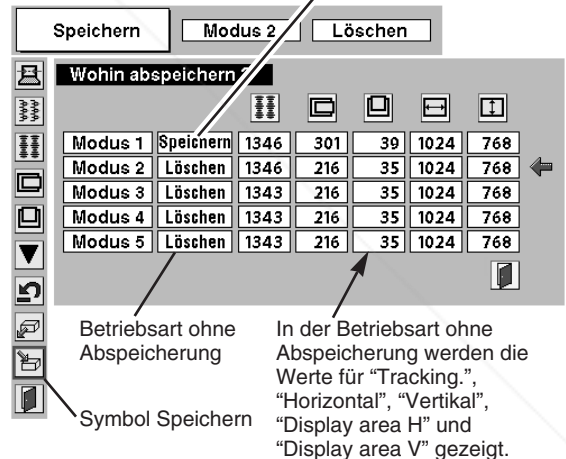 Speichern Modus 2 Löschen
Wohin abspeichern ?
Modus 1 Speichern 1346 301 39 1024 768
Modus 2 Löschen 1346 216 35 1024 768
Modus 3 Löschen 1343 216 35 1024 768
Modus 4 Löschen 1343 216 35 1024 768
Modus 5 Löschen 1343 216 35 1024 768
Betriebsart ohne
Abspeicherung
Symbol Speichern
In der Betriebsart ohne
Abspeicherung werden die
Werte für “Tracking.”,
“Horizontal”, “Vertikal”,
“Display area H” und
“Display area V” gezeigt.